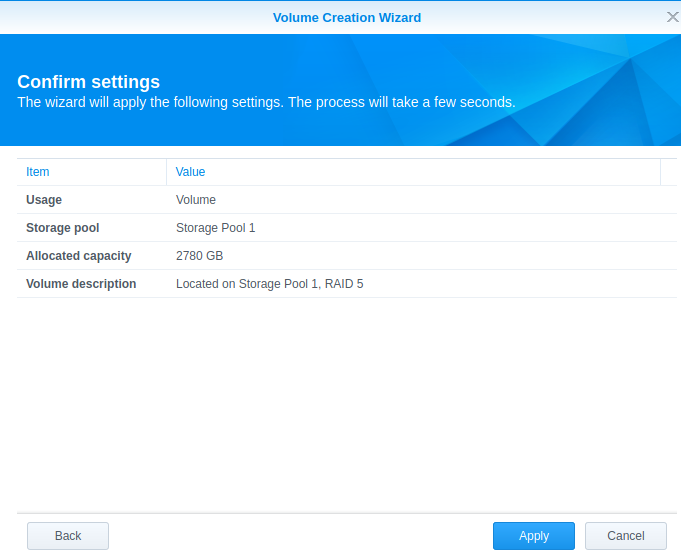 Volume Creation Wizard
Confirm settings
The wizard will apply the following settings. The process will take a few seconds.
Item Value
Usage Volume
Storage pool Storage Pool 1
Allocated capacity 2780 GB
Volume description Located on Storage Pool 1, RAID 5
Back Apply Cancel